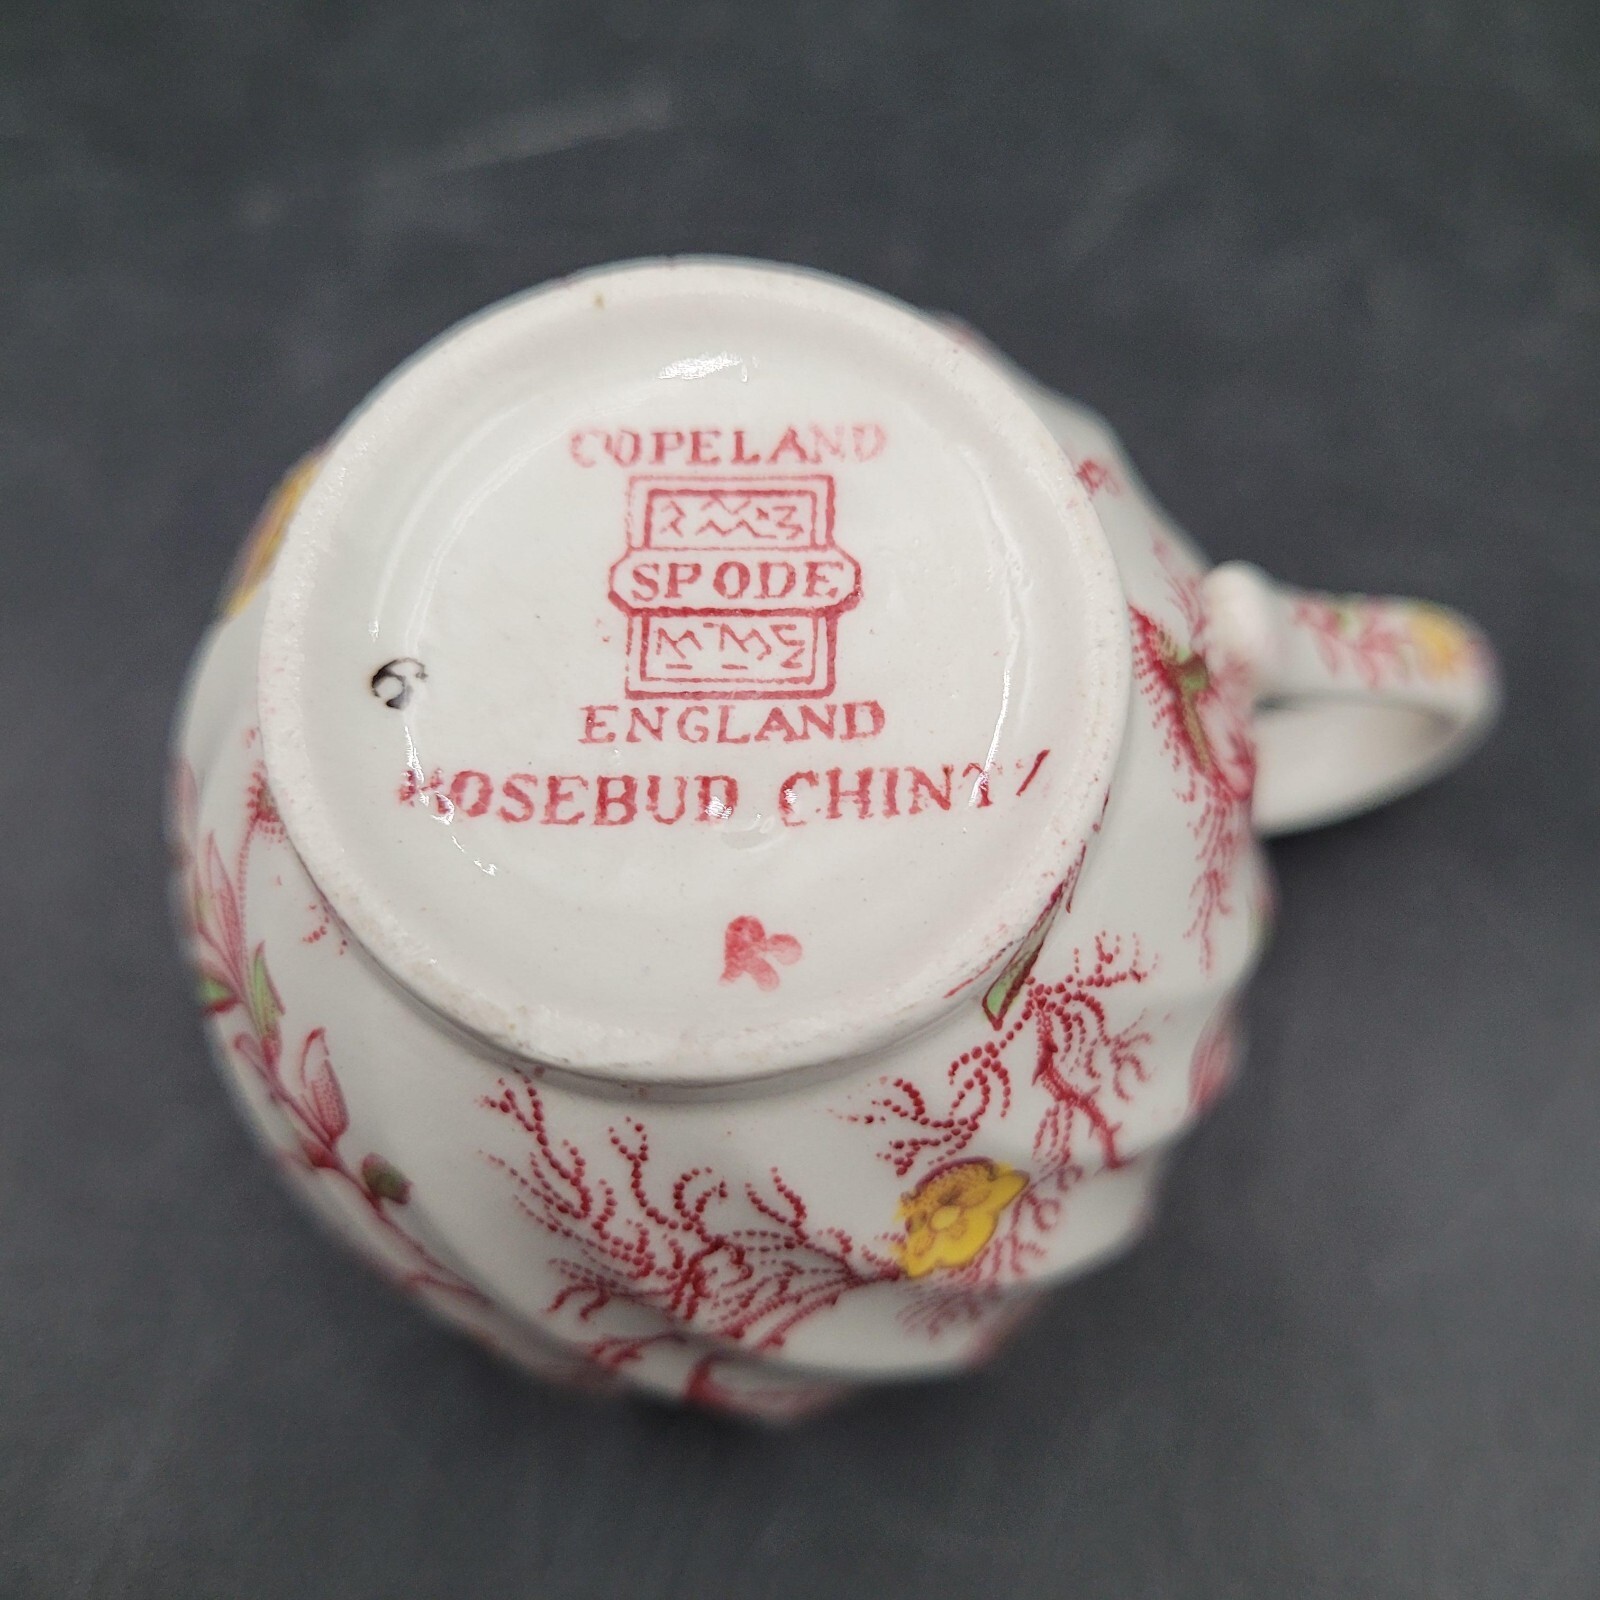 COPELAND
SPODE
ENGLAND
ROSEBUD CHINTZ
6
R